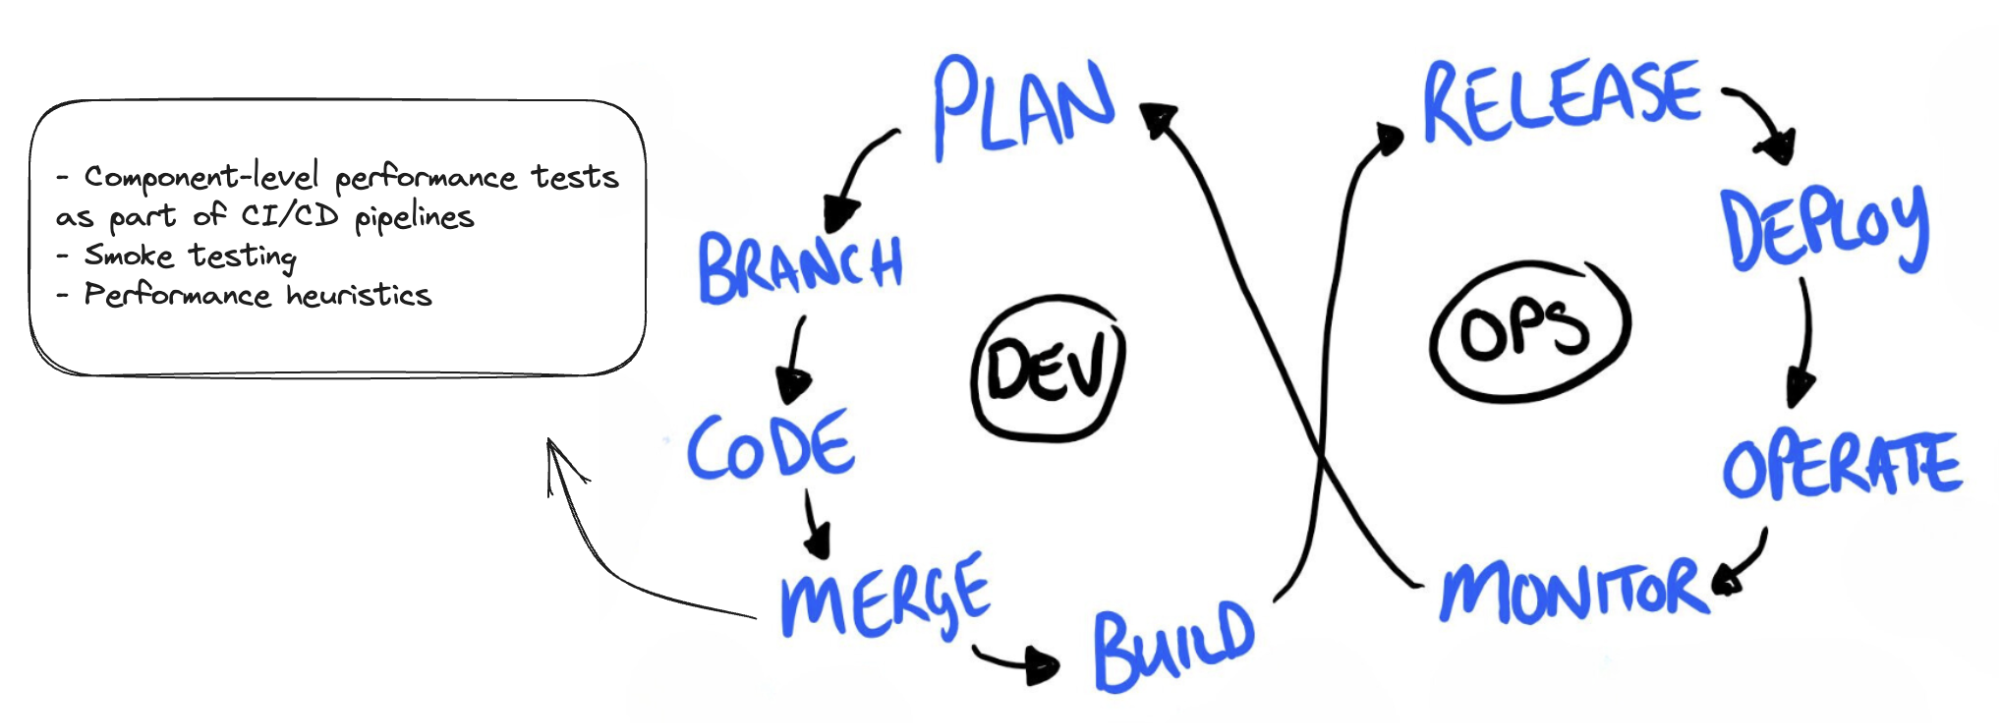 - Component-level performance tests
as part of CI/CD pipelines
- Smoke testing
- Performance heuristics
PLAN
BRANCH
CODE
MERGE
BUILD
DEV
RELEASE
DEPLOY
OPERATE
MONITOR
OPS